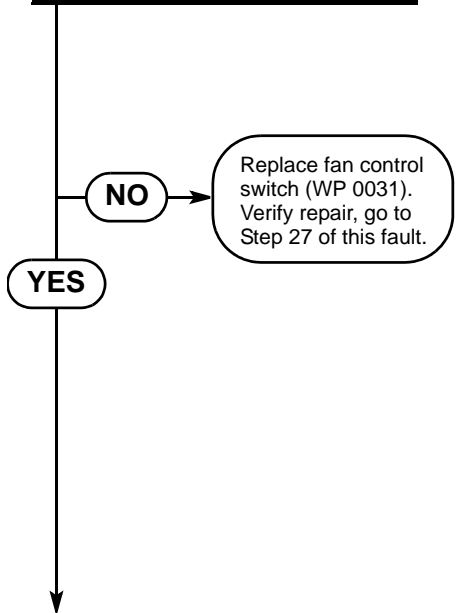 NO
Replace fan control
switch (WP 0031).
Verify repair, go to
Step 27 of this fault.
YES